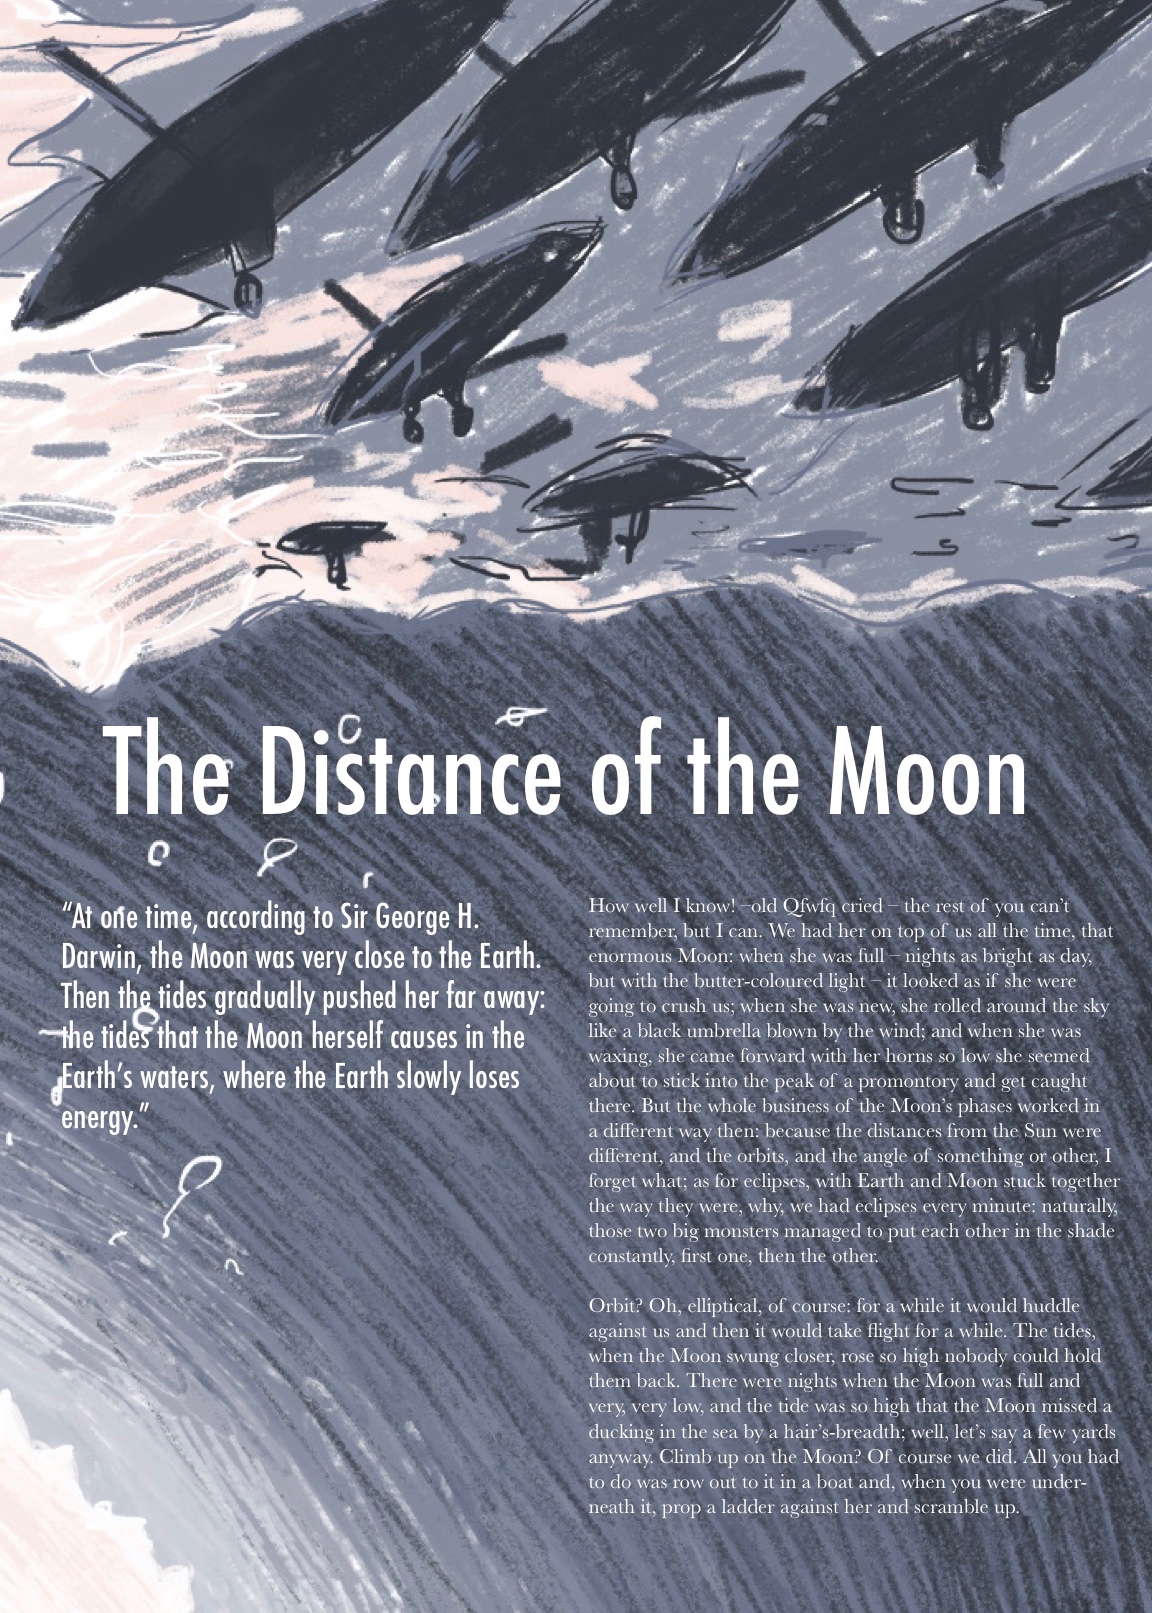 The Distance of the Moon
“At one time, according to Sir George H.
Darwin, the Moon was very close to the Earth.
Then the tides gradually pushed her far away:
the tides that the Moon herself causes in the
Earth’s waters, where the Earth slowly loses
energy.”
How well I know! –old Qfwfq cried – the rest of you can’t
remember, but I can. We had her on top of us all the time, that
enormous Moon: when she was full – nights as bright as day,
but with the butter-coloured light – it looked as if she were
going to crush us; when she was new, she rolled around the sky
like a black umbrella blown by the wind; and when she was
waxing, she came forward with her horns so low she seemed
about to stick into the peak of a promontory and get caught
there. But the whole business of the Moon’s phases worked in
a different way then: because the distances from the Sun were
different, and the orbits, and the angle of something or other, I
forget what; as for eclipses, with Earth and Moon stuck together
the way they were, why, we had eclipses every minute: naturally,
those two big monsters managed to put each other in the shade
constantly, first one, then the other.
Orbit? Oh, elliptical, of course: for a while it would huddle
against us and then it would take flight for a while. The tides,
when the Moon swung closer, rose so high nobody could hold
them back. There were nights when the Moon was full and
very, very low, and the tide was so high that the Moon missed a
ducking in the sea by a hair’s-breadth; well, let’s say a few yards
anyway. Climb up on the Moon? Of course we did. All you had
to do was row out to it in a boat and, when you were under-
neath it, prop a ladder against her and scramble up.